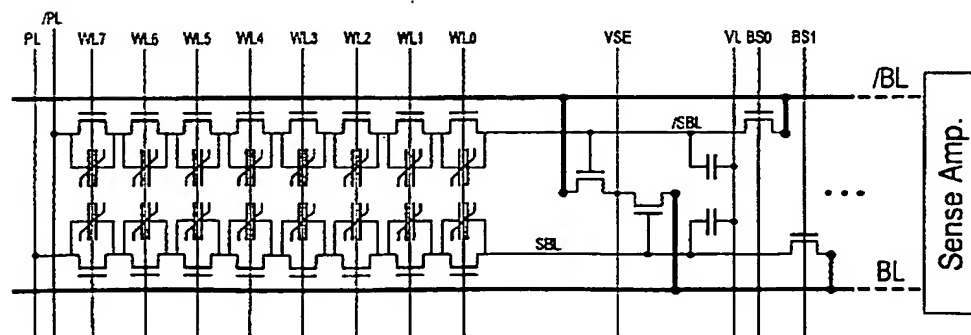 /PL
PL WL7 WL6 WL5 WL4 WL3 WL2 WL1 WL0 VSE VL BS0 BS1
/BL
/SBL
SBL
BL
Sense Amp.